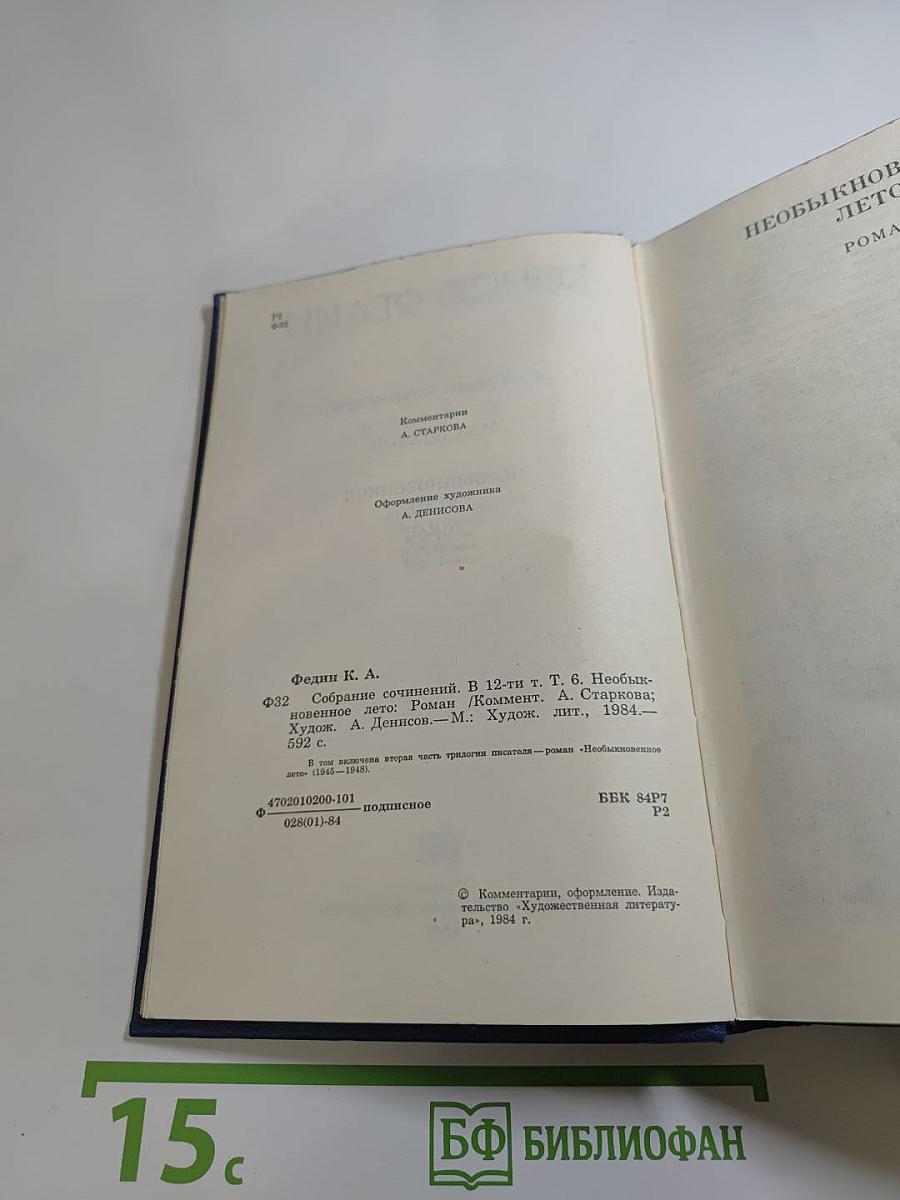 Р2
Ф32
Комментарии
А. СТАРКОВА
Оформление художника
А. ДЕНИСОВА
Федин К. А.
Ф32 Собрание сочинений. В 12-ти т. Т. 6. Необык-
новенное лето: Роман /Коммент. А. Старкова;
Худож. А. Денисов.— М.: Худож. лит., 1984.—
592 с.
В том включена вторая часть трилогии писателя — роман «Необыкновенное
лето» (1945—1948).
Ф 4702010200-101 подписное
028(01)-84
ББК 84Р7
Р2
© Комментарии, оформление. Изда-
тельство «Художественная литерату-
ра», 1984 г.
НЕОБЫКНОВ
ЛЕТО
РОМА
15 с
БФ БИБЛИОФАН